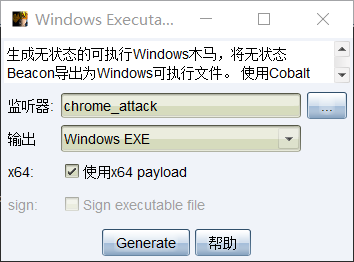 Windows Executa...
生成无状态的可执行Windows木马，将无状态
Beacon导出为Windows可执行文件。 使用Cobalt
监听器: chrome_attack ...
输出 Windows EXE
x64: 使用x64 payload
sign: Sign executable file
Generate 帮助